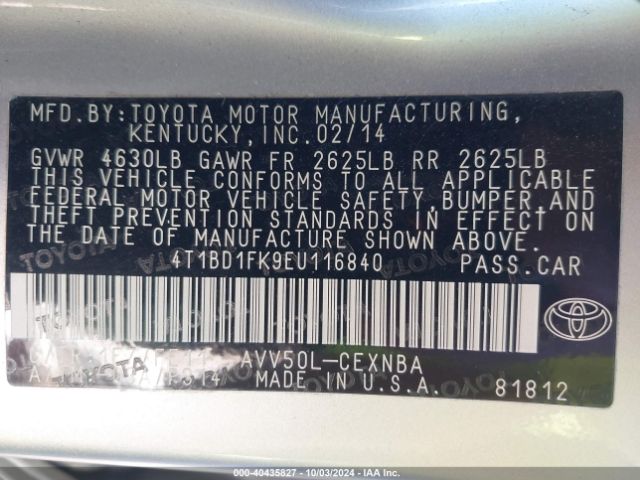 MFD.BY:TOYOTA MOTOR MANUFACTURING,
KENTUCKY,INC.02/14
GVWR 4630LB GAWR FR 2625LB RR 2625LB
THIS VEHICLE CONFORMS TO ALL APPLICABLE
FEDERAL MOTOR VEHICLE SAFETY,BUMPER,AND
THEFT PREVENTION STANDARDS IN EFFECT ON
THE DATE OF MANUFACTURE SHOWN ABOVE.
4T1BD1FK9EU116840 PASS.CAR
AVV50L-CEXNBA
MADE IN U.S.A. 81812
TOYOTA
000 - 40435827 - 10/03/2024 - IAA